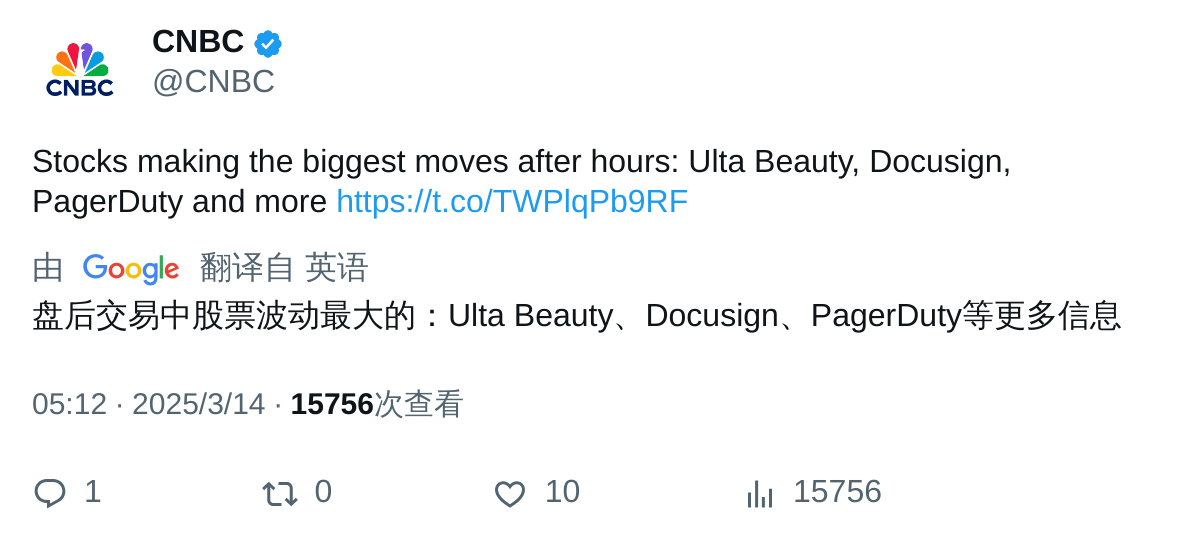 CNBC
@CNBC
CNBC
Stocks making the biggest moves after hours: Ulta Beauty, Docusign,
PagerDuty and more https://t.co/TWPlqPb9RF
由 Google 翻译自 英语
盘后交易中股票波动最大的：Ulta Beauty、Docusign、PagerDuty等更多信息
05:12 · 2025/3/14 · 15756次查看
1 0 10 15756